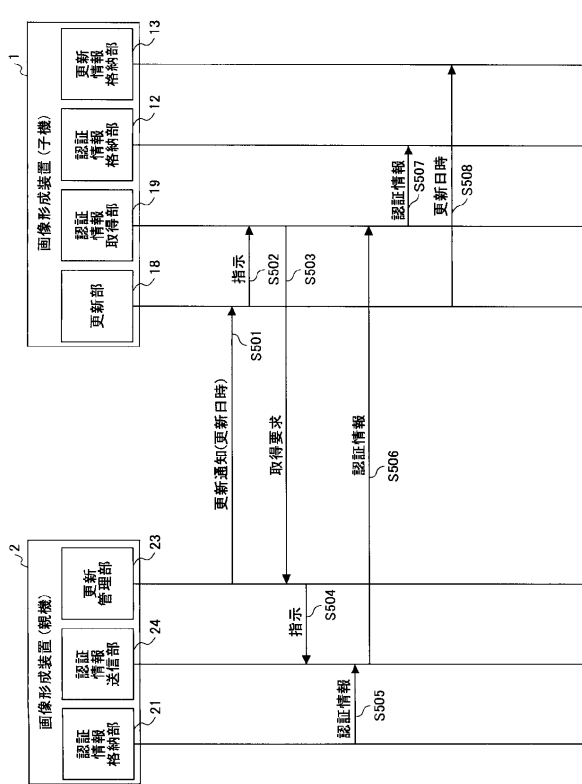 2
画像形成装置(親機)
21
認証
情報
格納部
24
認証
情報
送信部
23
更新
管理部
1
画像形成装置(子機)
18
更新部
19
認証
情報
取得部
12
認証
情報
格納部
13
更新
情報
格納部
更新通知(更新日時)
S501
指示
S502
取得要求
S503
指示
S504
認証情報
S505
認証情報
S506
認証情報
S507
更新日時
S508